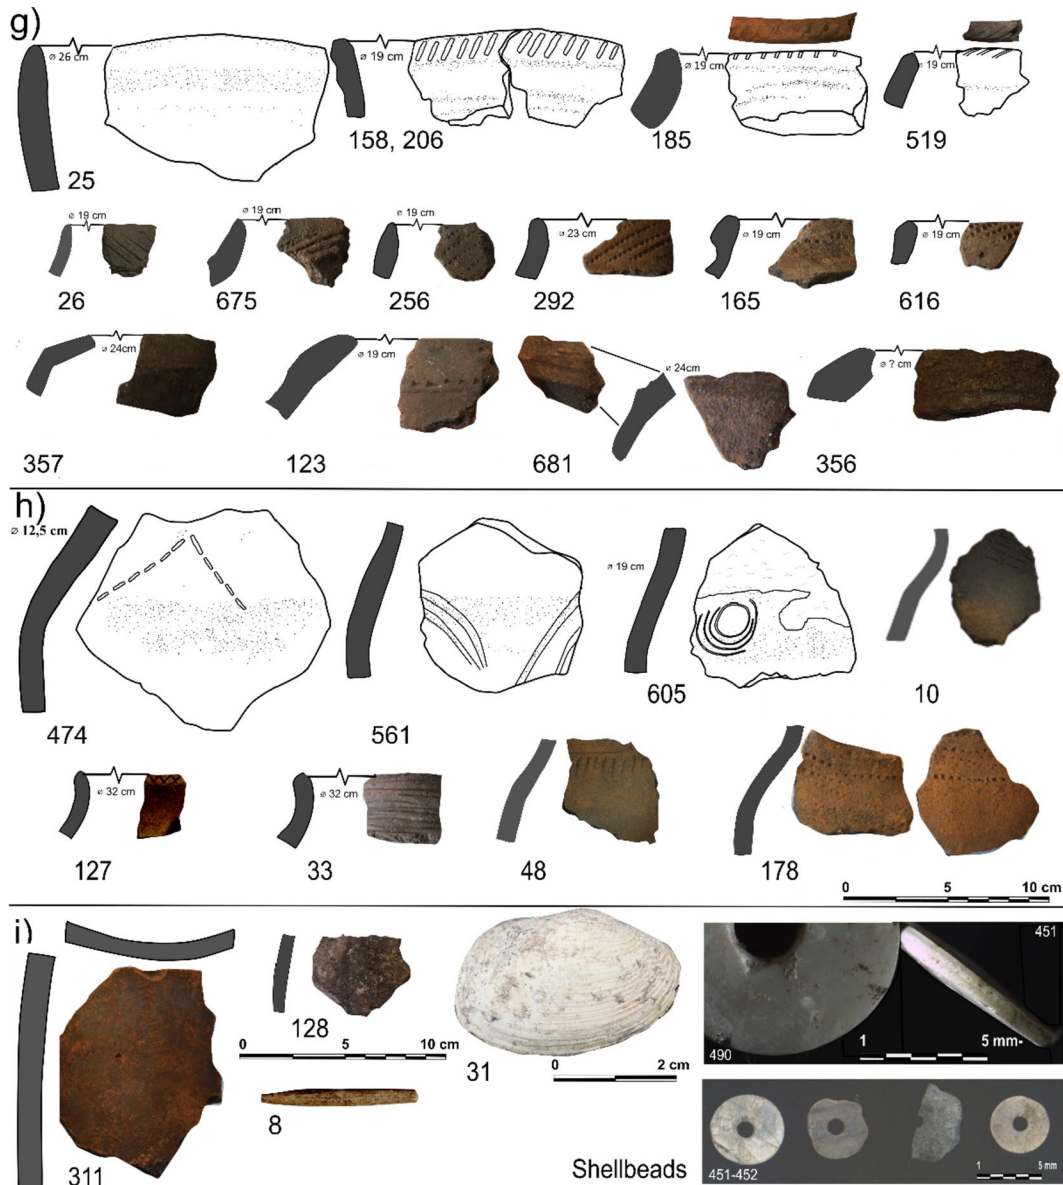 g)
ø 26 cm
ø 19 cm
ø 19 cm
ø 19 cm
25
158, 206
185
519
ø 19 cm
ø 19 cm
ø 19 cm
ø 23 cm
ø 19 cm
ø 19 cm
26
675
256
292
165
616
ø 24cm
ø 19 cm
ø 24cm
ø ? cm
357
123
681
356
h)
ø 12,5 cm
ø 19 cm
474
561
605
10
ø 32 cm
ø 32 cm
127
33
48
178
0 5 10 cm
i)
451
128
0 5 10 cm
31
0 2 cm
490
1 5 mm-
8
311
Shellbeads
451-452
1 5 mm